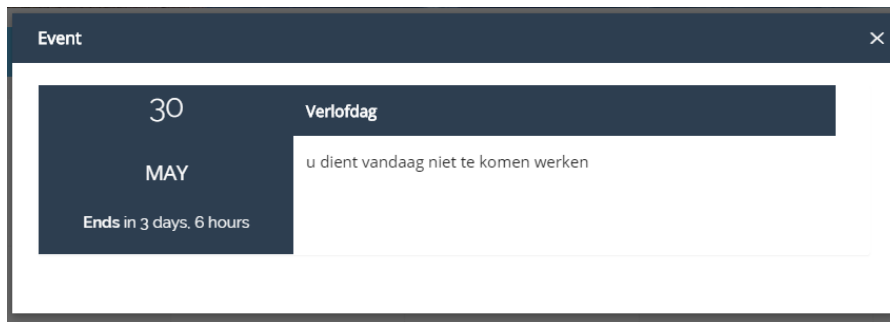 Event
30
MAY
Ends in 3 days, 6 hours
Verlofdag
u dient vandaag niet te komen werken